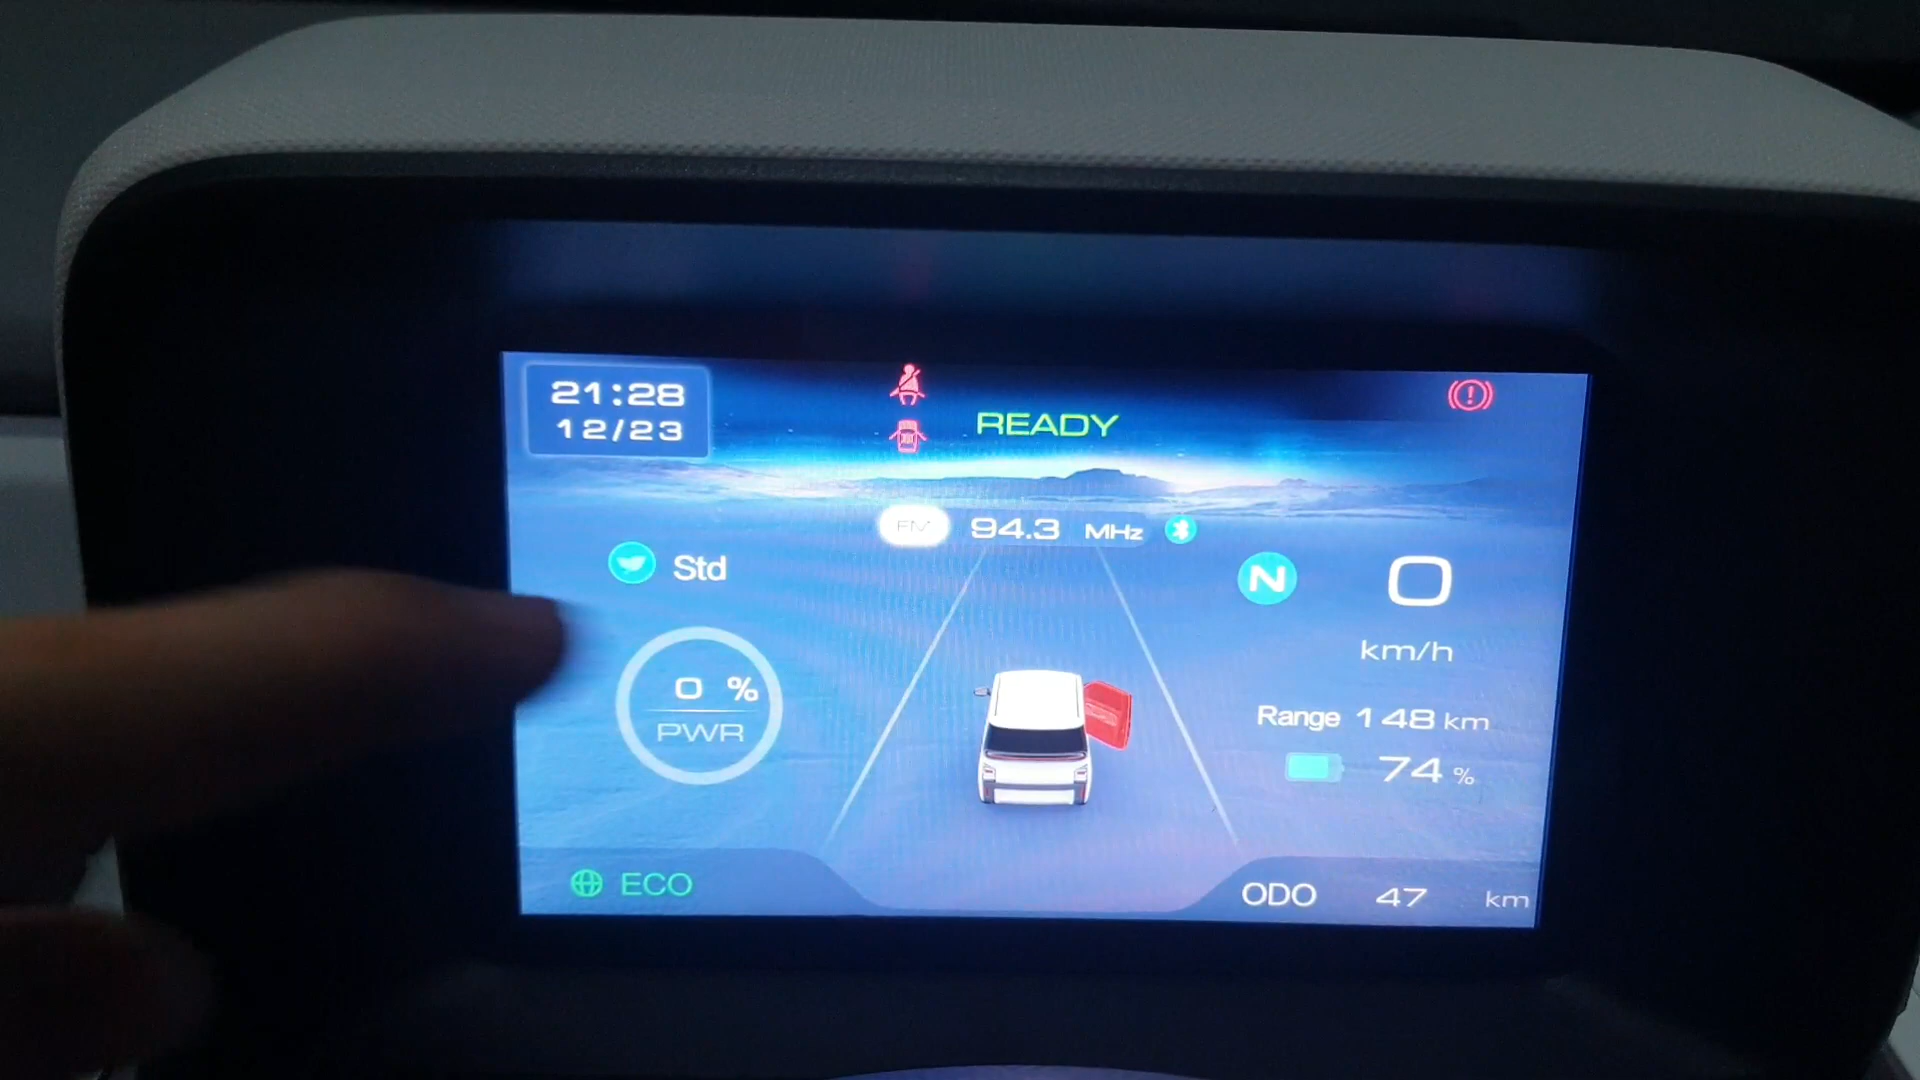 21:28
12/23
READY
FM 94.3 MHz
Std
N 0
km/h
0 %
PWR
Range 148 km
74 %
ECO
ODO 47 km